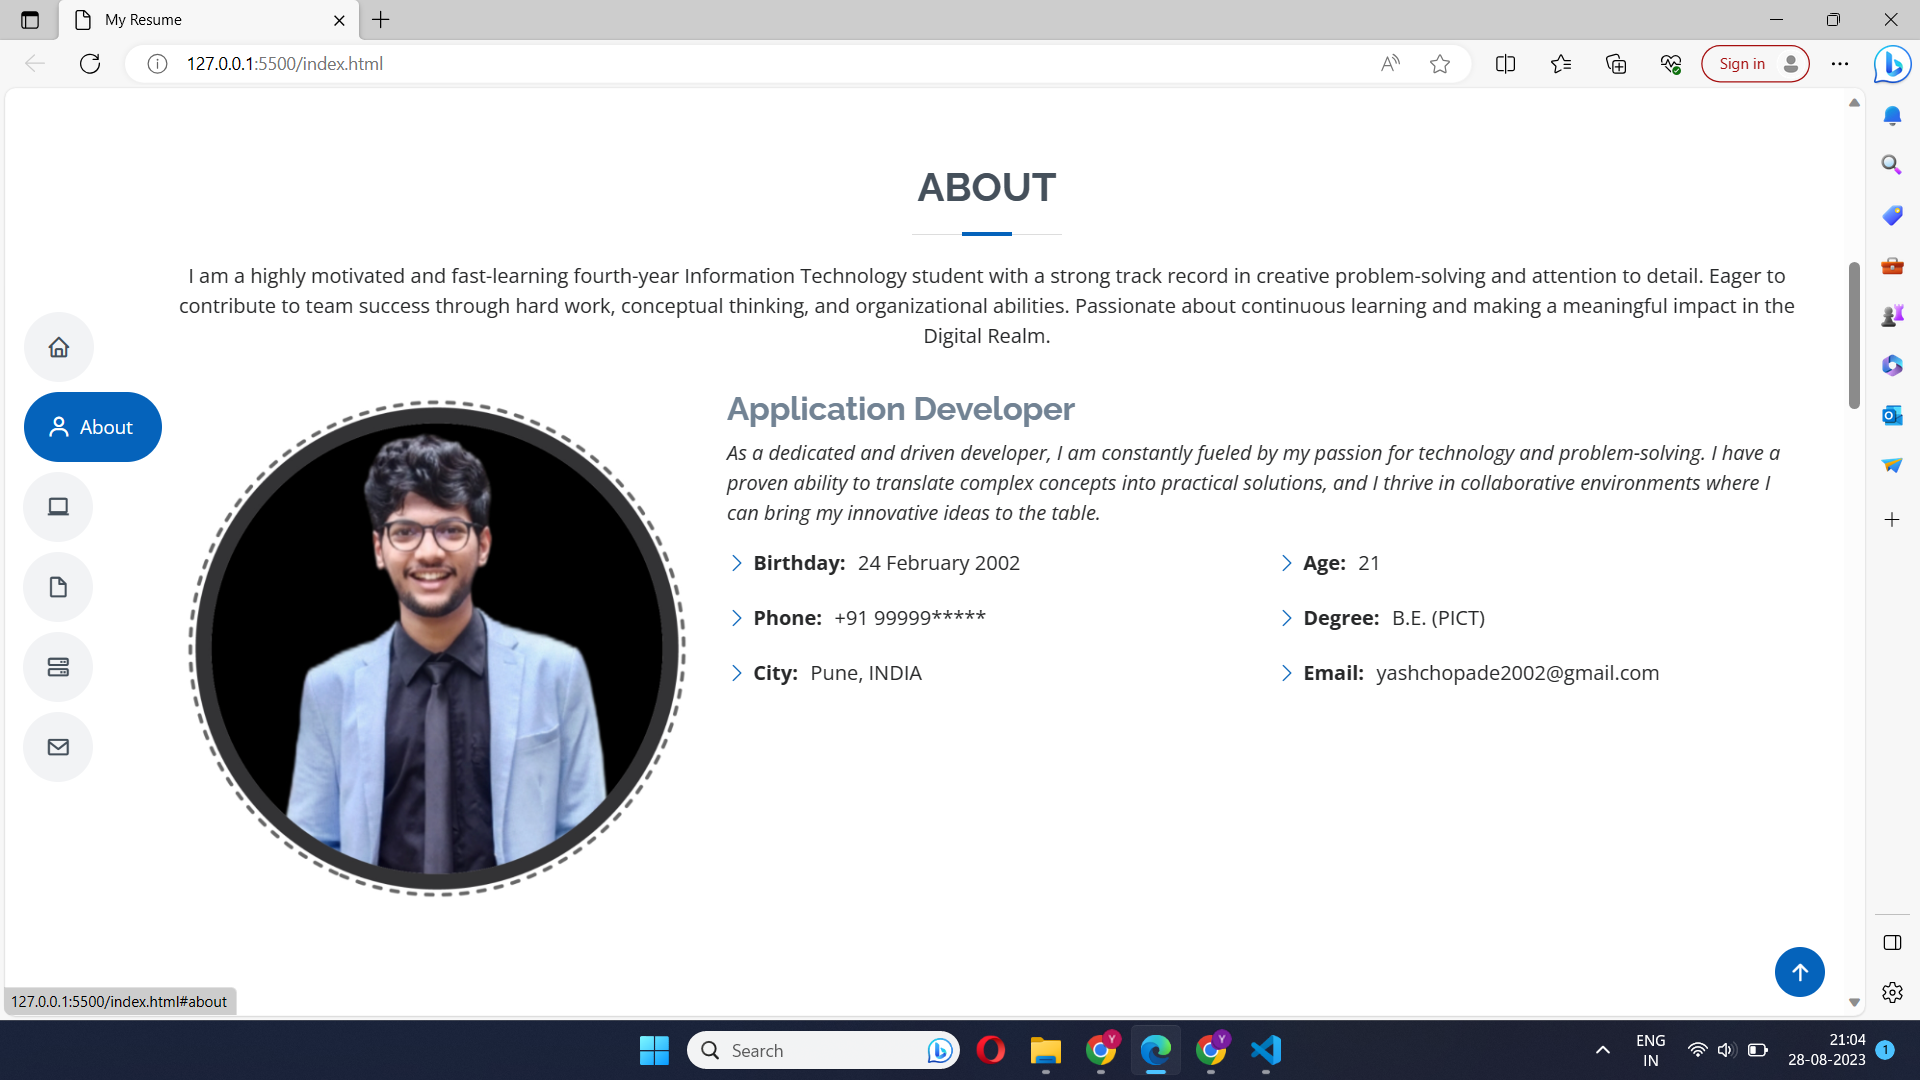 My Resume
127.0.0.1:5500/index.html
Sign in
ABOUT
I am a highly motivated and fast-learning fourth-year Information Technology student with a strong track record in creative problem-solving and attention to detail. Eager to
contribute to team success through hard work, conceptual thinking, and organizational abilities. Passionate about continuous learning and making a meaningful impact in the
Digital Realm.
About
Application Developer
As a dedicated and driven developer, I am constantly fueled by my passion for technology and problem-solving. I have a
proven ability to translate complex concepts into practical solutions, and I thrive in collaborative environments where I
can bring my innovative ideas to the table.
Birthday: 24 February 2002
Age: 21
Phone: +91 99999*****
Degree: B.E. (PICT)
City: Pune, INDIA
Email: yashchopade2002@gmail.com
127.0.0.1:5500/index.html#about
Search
Y
Y
ENG
IN
21:04
28-08-2023
1